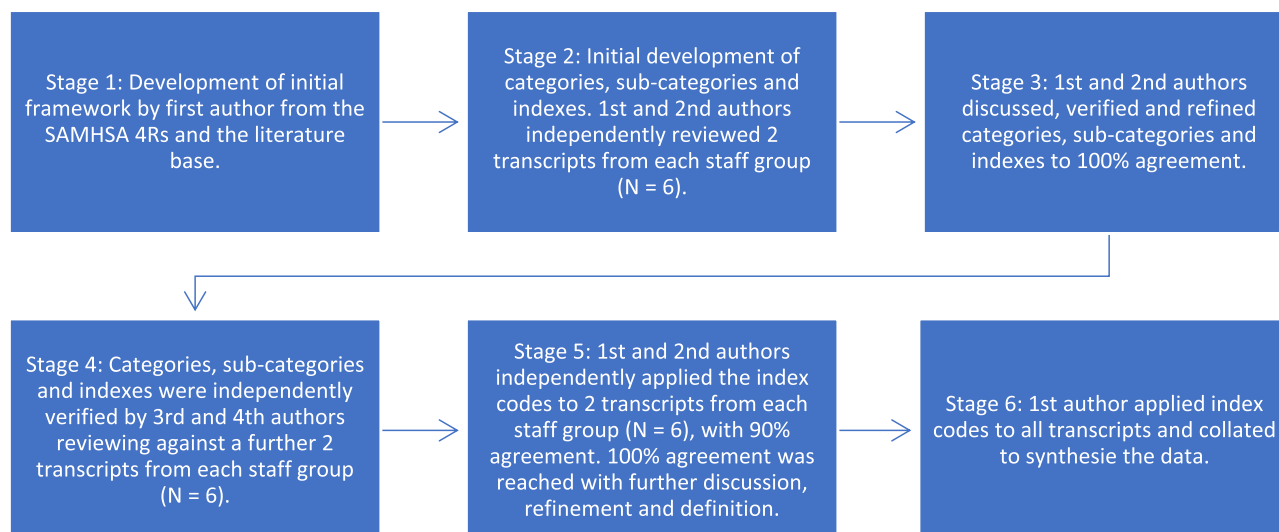 Stage 1: Development of initial
framework by first author from the
SAMHSA 4Rs and the literature
base.
Stage 2: Initial development of
categories, sub-categories and
indexes. 1st and 2nd authors
independently reviewed 2
transcripts from each staff group
(N = 6).
Stage 3: 1st and 2nd authors
discussed, verified and refined
categories, sub-categories and
indexes to 100% agreement.
Stage 4: Categories, sub-categories
and indexes were independently
verified by 3rd and 4th authors
reviewing against a further 2
transcripts from each staff group
(N = 6).
Stage 5: 1st and 2nd authors
independently applied the index
codes to 2 transcripts from each
staff group (N = 6), with 90%
agreement. 100% agreement was
reached with further discussion,
refinement and definition.
Stage 6: 1st author applied index
codes to all transcripts and collated
to synthesie the data.